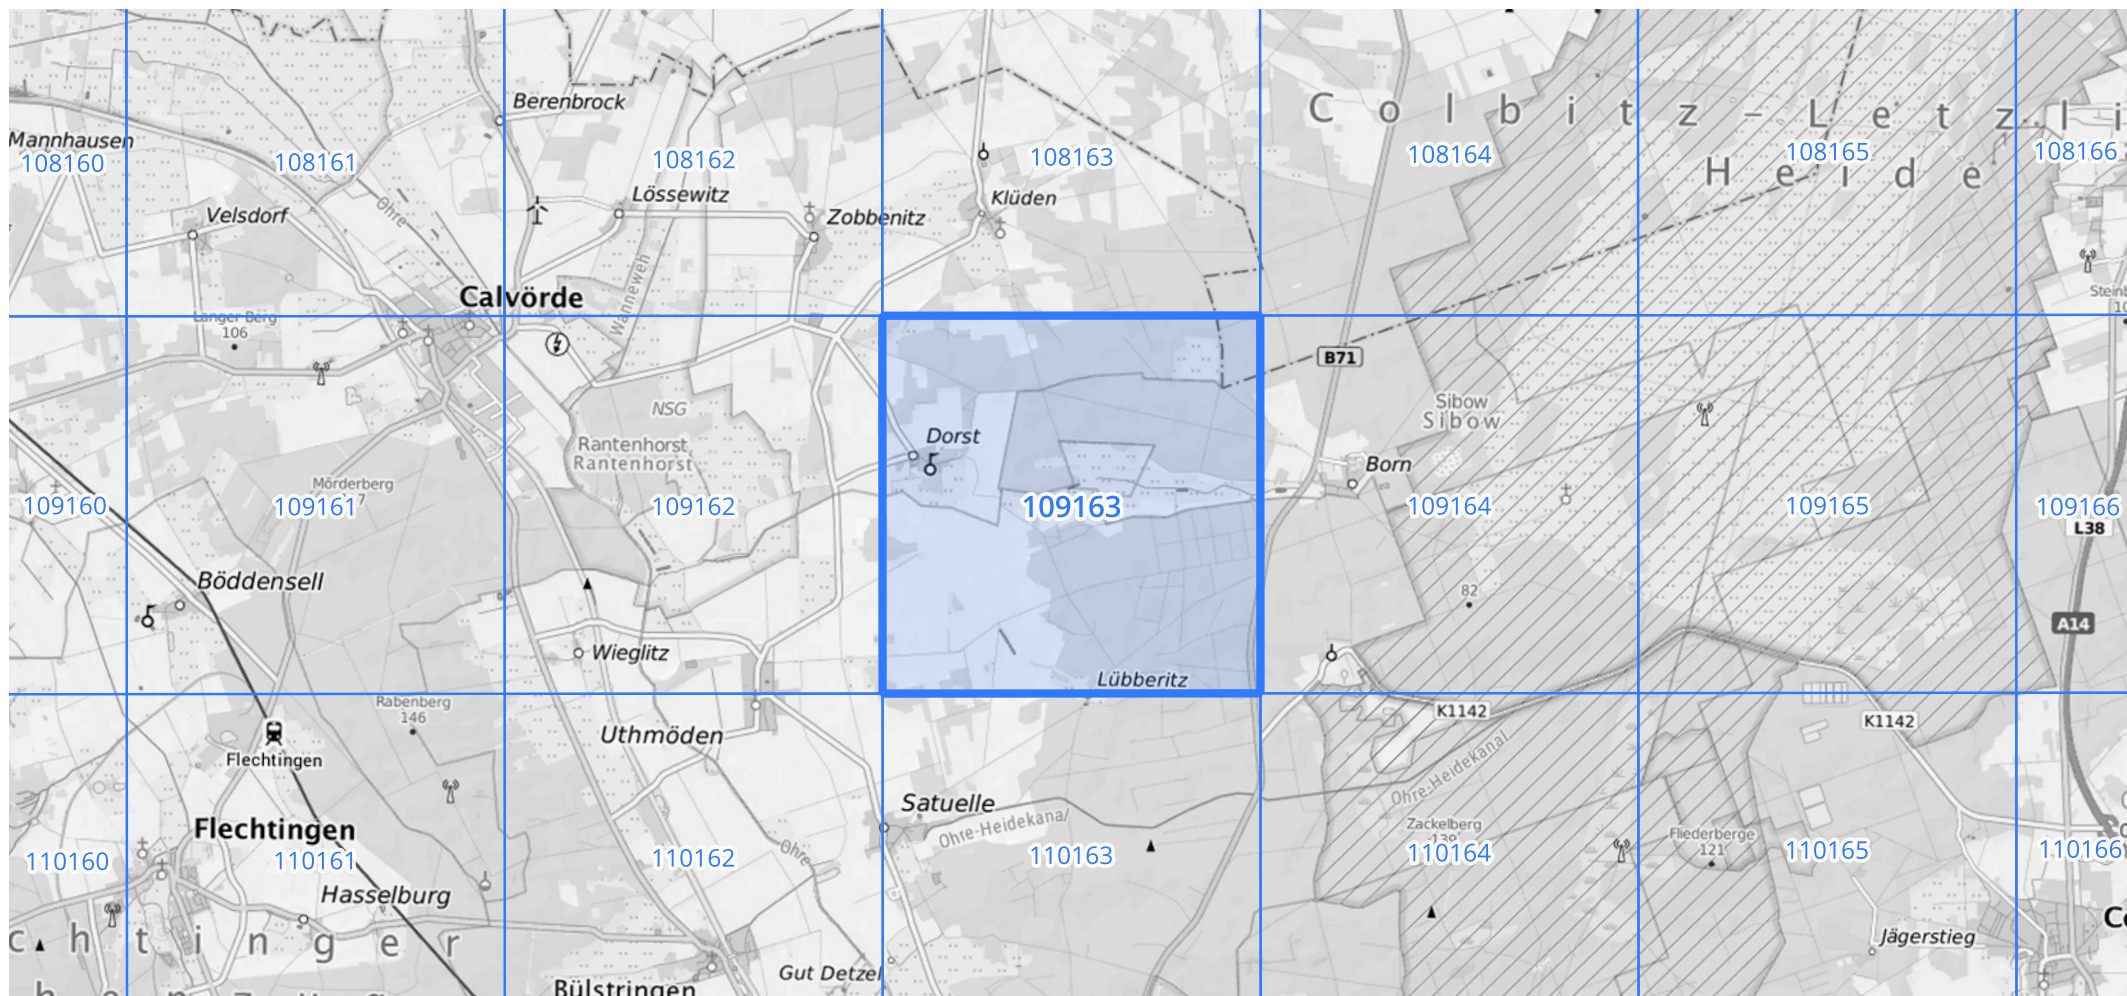 Berenbrock
C o l b i t z - L e t z l i
Mannhausen
108160
108161
108162
108163
108164
108165
108166
H e i d e
Velsdorf
Ohre
Lössewitz
Zobbenitz
Klüden
Wanneweh
Calvörde
Langer Berg
106
B71
NSG
Rantenhorst
Rantenhorst
Dorst
Sibow
Sibow
Born
Mörderberg
109160
109161
109162
109163
109164
109165
109166
L38
Böddensell
82
A14
Wieglitz
Lübberitz
Rabenberg
146
K1142
K1142
Uthmöden
Flechtingen
Ohre-Heidekanal
Satuelle
Ohre-Heidekanal
Flechtingen
Zackelberg
139
Fliederberge
121
Ohre
110160
110161
110162
110163
110164
110165
110166
Hasselburg
c h t i n g e r
Jägerstieg
Gut Detzel
Bülstringen